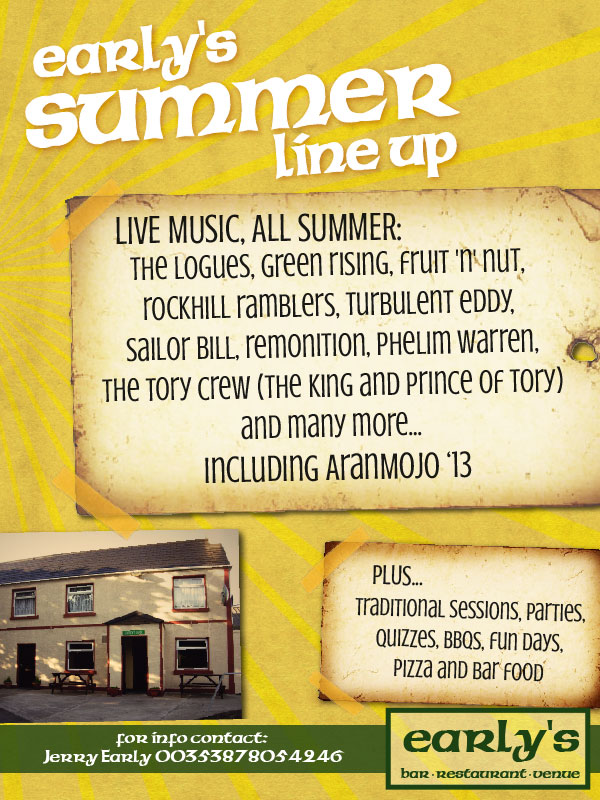 early's
summer
line up
LIVE MUSIC, ALL SUMMER:
THE LOGUES, Green rising, Fruit 'n' nut,
rockhill ramblers, Turbulent eddy,
Sailor Bill, remonition, Phelim Warren,
The Tory Crew (The King and Prince of Tory)
and many more...
including AranMojo '13
PLUS...
Traditional sessions, parties,
quizzes, BBQs, fun days,
pizza and bar food
for info contact:
Jerry Early 00353878054246
early's
bar · restaurant · venue